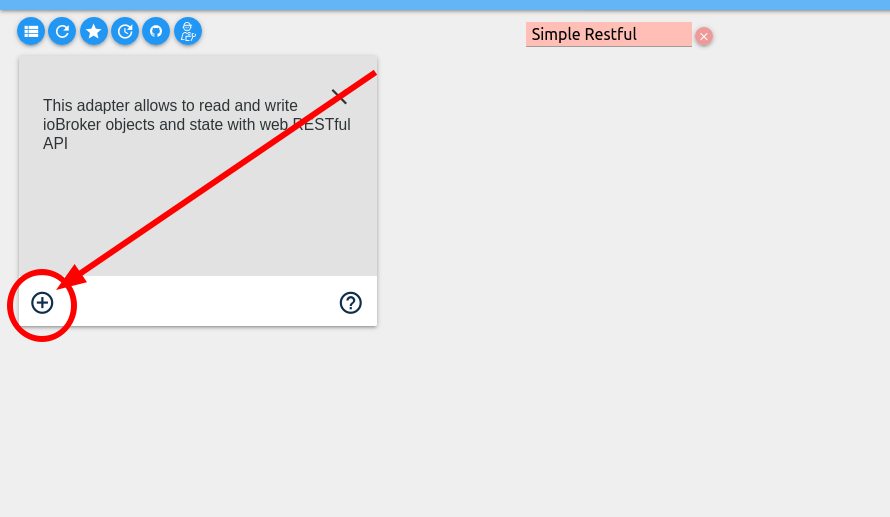 Simple Restful
This adapter allows to read and write
ioBroker objects and state with web RESTful
API